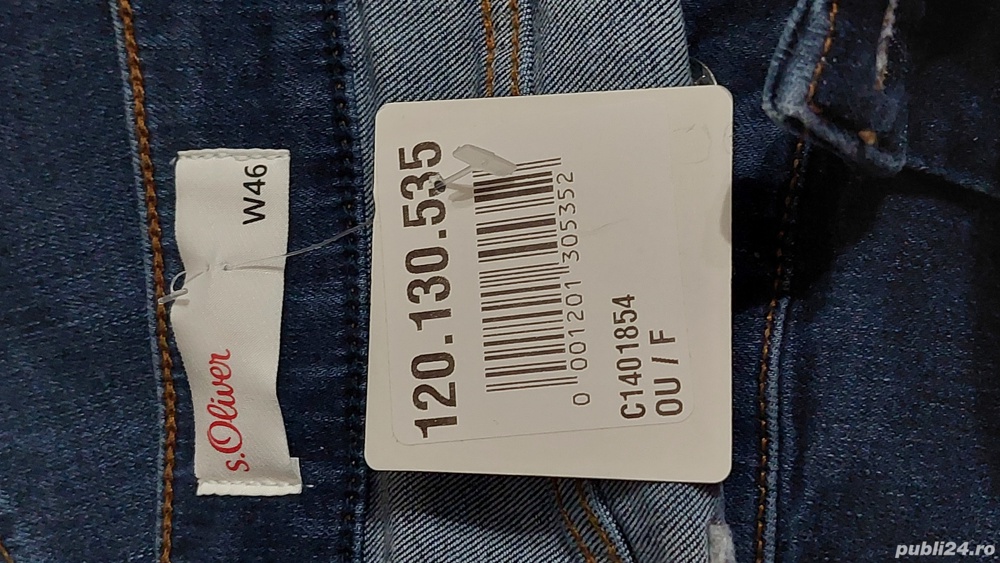 s.Oliver
W46
120.130.535
0 001201 305352
C1401854
OU / F
publi24.ro